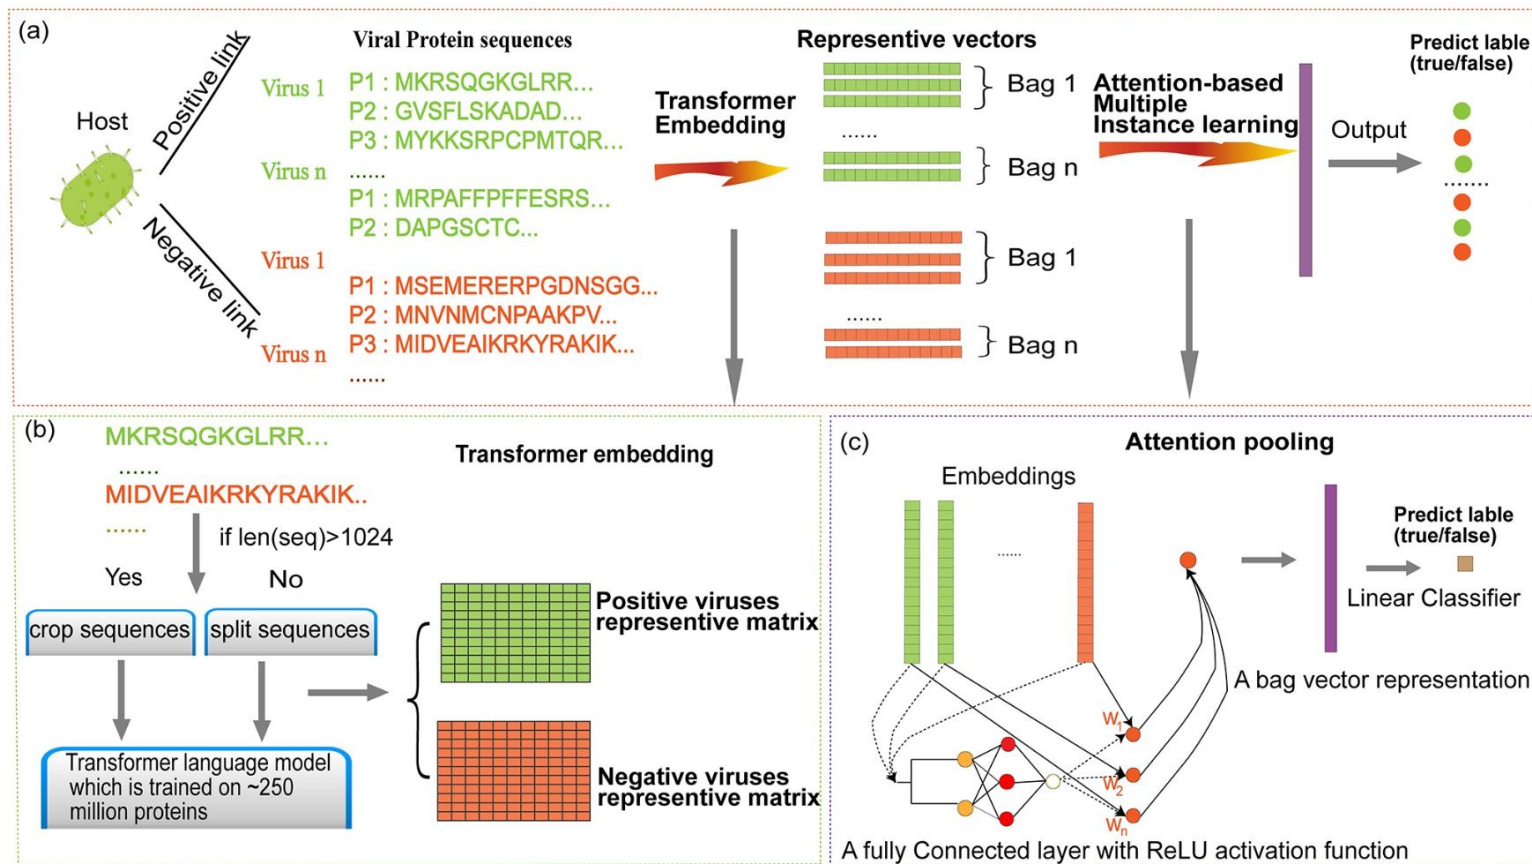 (a)
Host
Positive link
Negative link
Viral Protein sequences
Virus 1
P1 : MKRSQGKGLRR...
P2 : GVSFLSKADAD...
P3 : MYKKSRPCPMTQR...
Virus n
......
P1 : MRPAFFPFFESRS...
P2 : DAPGSCTC...
Virus 1
P1 : MSEMERERPGDNSGG...
P2 : MNVNMCNPAAKPV...
Virus n
P3 : MIDVEAIKRKYRAKIK...
......
Transformer
Embedding
Representive vectors
Bag 1
......
Bag n
Bag 1
......
Bag n
Attention-based
Multiple
Instance learning
Output
Predict lable
(true/false)
.......
(b)
MKRSQGKGLRR...
......
MIDVEAIKRKYRAKIK..
......
if len(seq)>1024
Yes
No
crop sequences
split sequences
Transformer language model
which is trained on ~250
million proteins
Transformer embedding
Positive viruses
representive matrix
Negative viruses
representive matrix
(c)
Attention pooling
Embeddings
......
Predict lable
(true/false)
Linear Classifier
A bag vector representation
W1
W2
Wn
A fully Connected layer with ReLU activation function